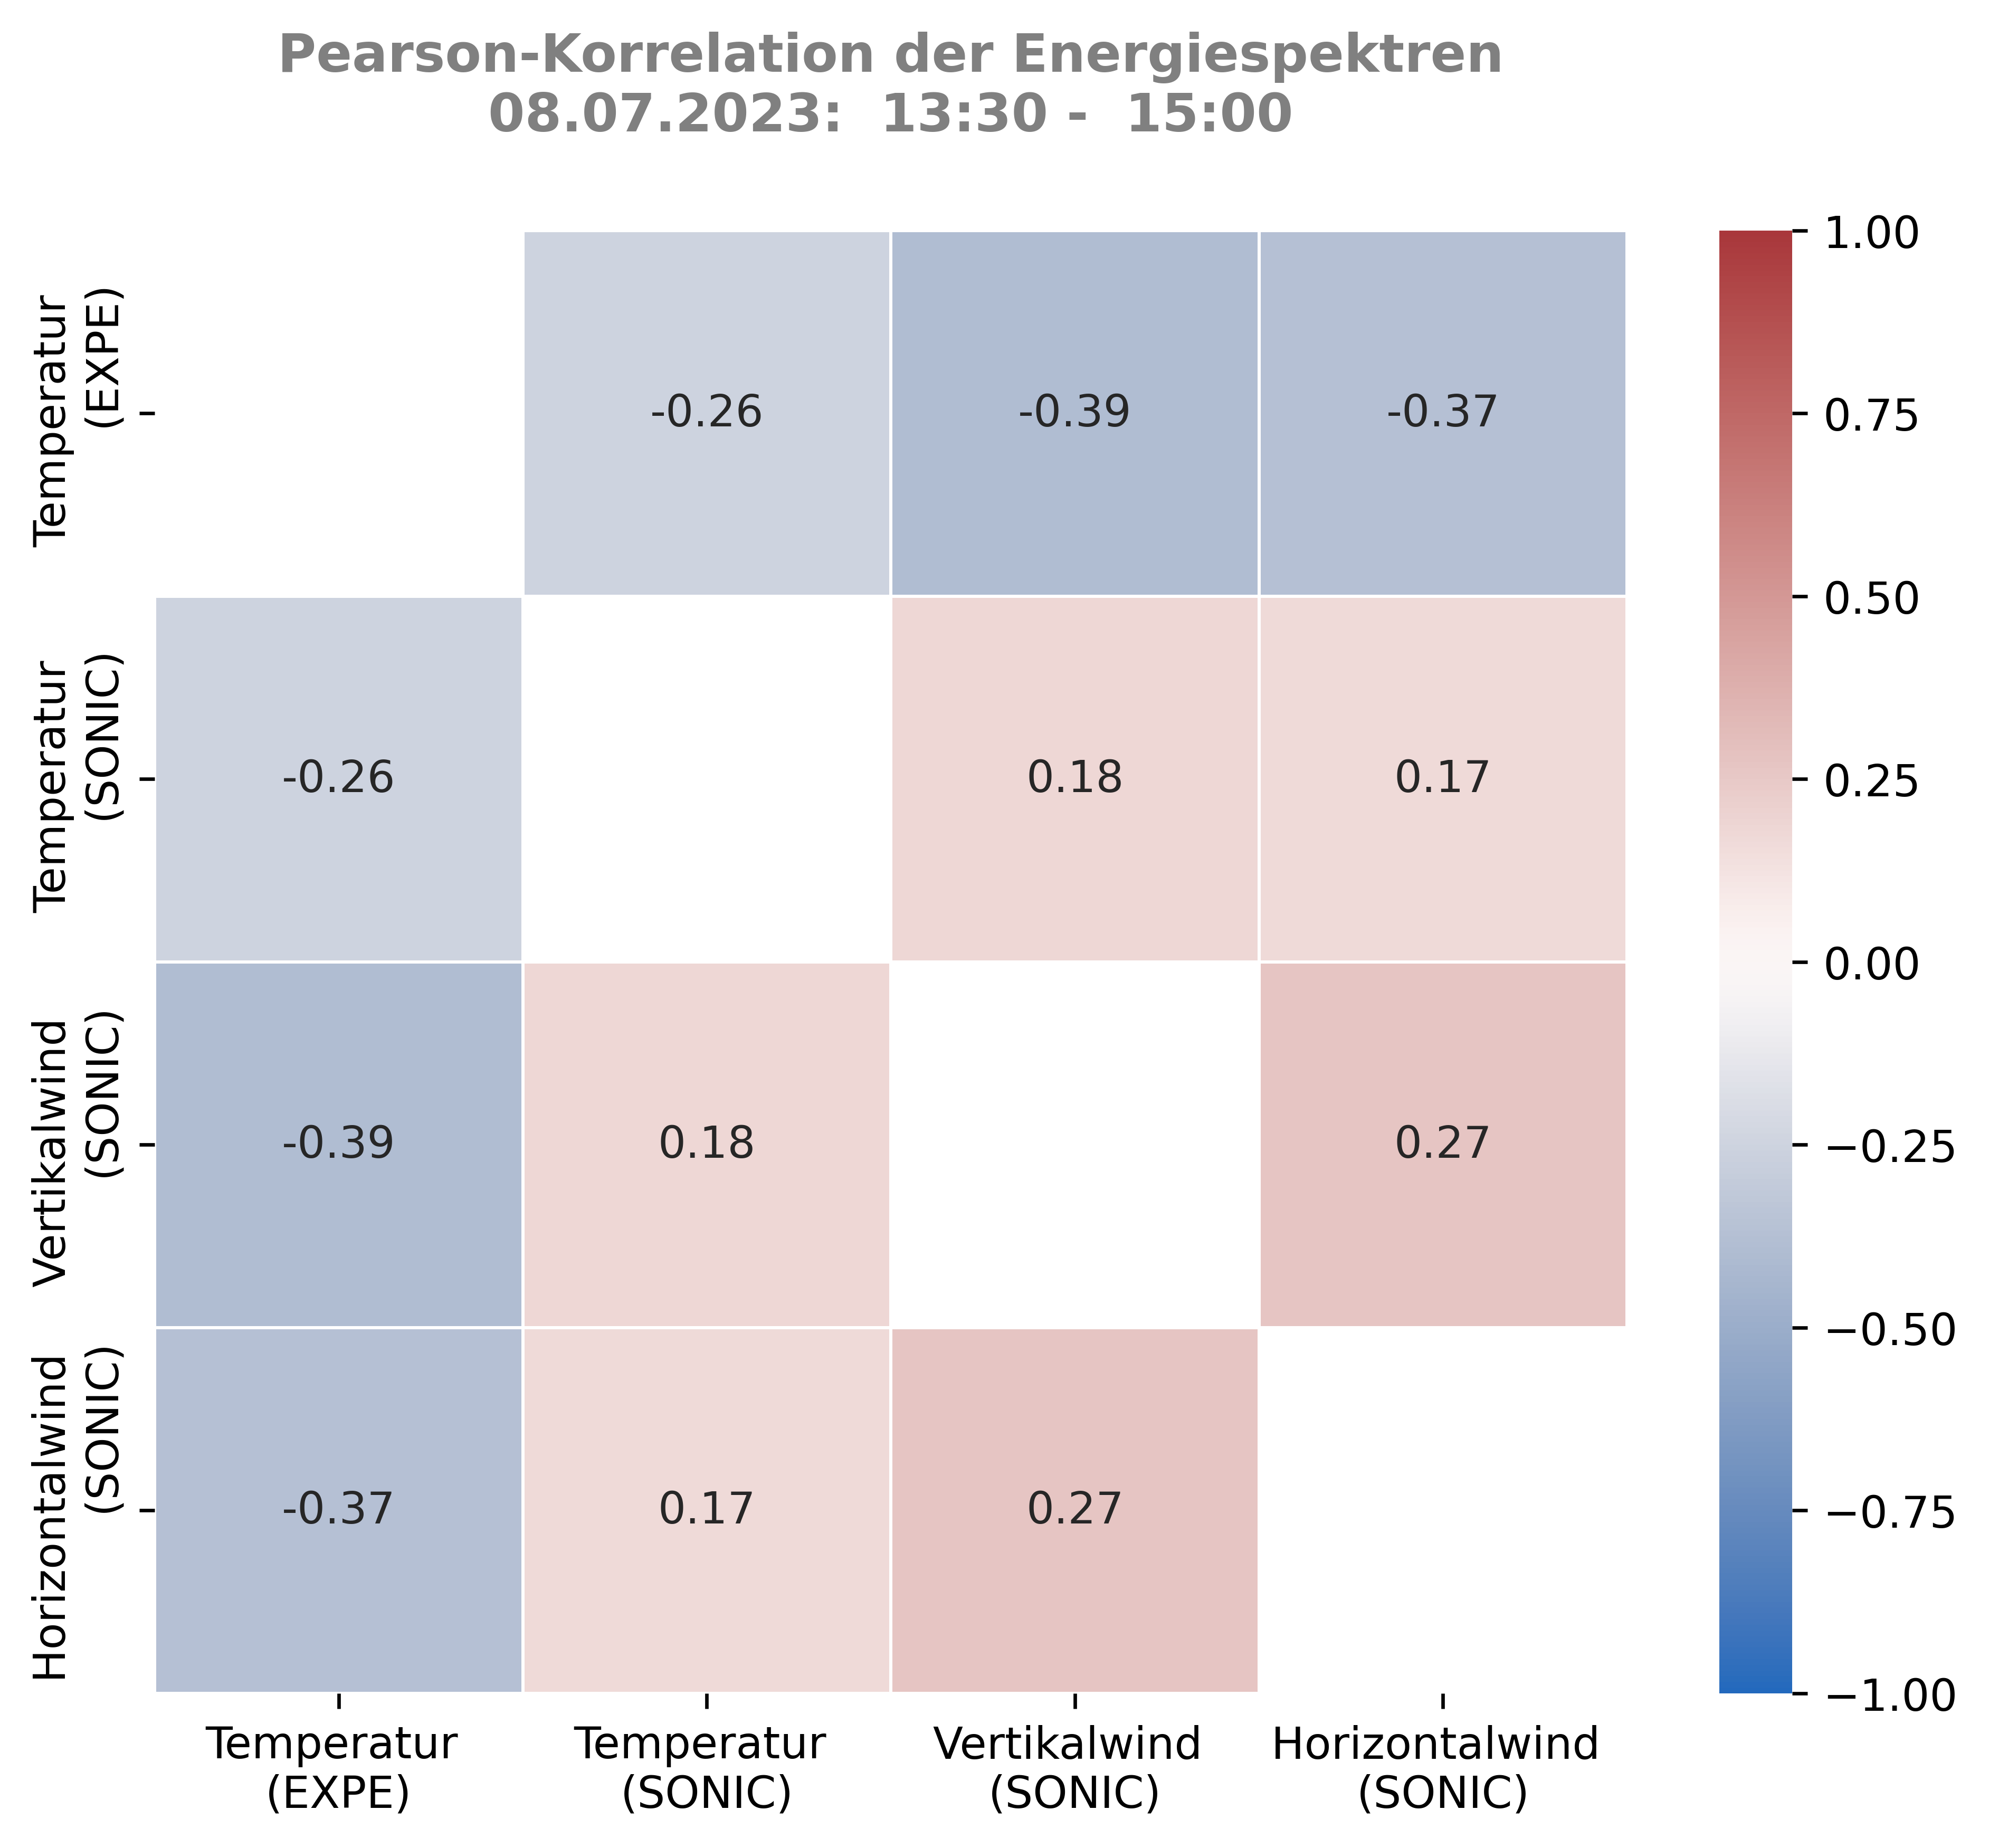 Pearson-Korrelation der Energiespektren
08.07.2023:  13:30 -  15:00
Temperatur
(EXPE)
-0.26
-0.39
-0.37
Temperatur
(SONIC)
-0.26
0.18
0.17
Vertikalwind
(SONIC)
-0.39
0.18
0.27
Horizontalwind
(SONIC)
-0.37
0.17
0.27
Temperatur
(EXPE)
Temperatur
(SONIC)
Vertikalwind
(SONIC)
Horizontalwind
(SONIC)
1.00
0.75
0.50
0.25
0.00
−0.25
−0.50
−0.75
−1.00